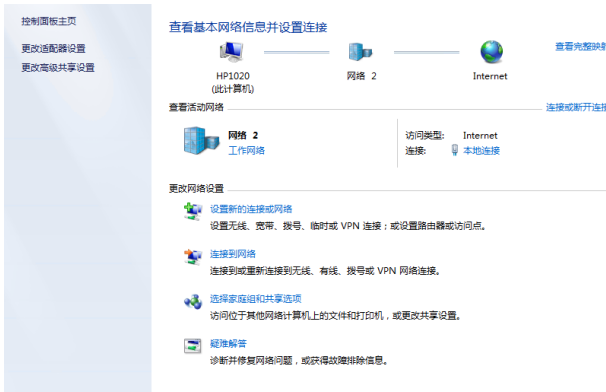 控制面板主页
更改适配器设置
更改高级共享设置
查看基本网络信息并设置连接
查看完整映射
HP1020
(此计算机)
网络 2
Internet
查看活动网络
连接或断开连接
网络 2
工作网络
访问类型: Internet
连接: 本地连接
更改网络设置
设置新的连接或网络
设置无线、宽带、拨号、临时或 VPN 连接；或设置路由器或访问点。
连接到网络
连接到或重新连接到无线、有线、拨号或 VPN 网络连接。
选择家庭组和共享选项
访问位于其他网络计算机上的文件和打印机，或更改共享设置。
疑难解答
诊断并修复网络问题，或获得故障排除信息。